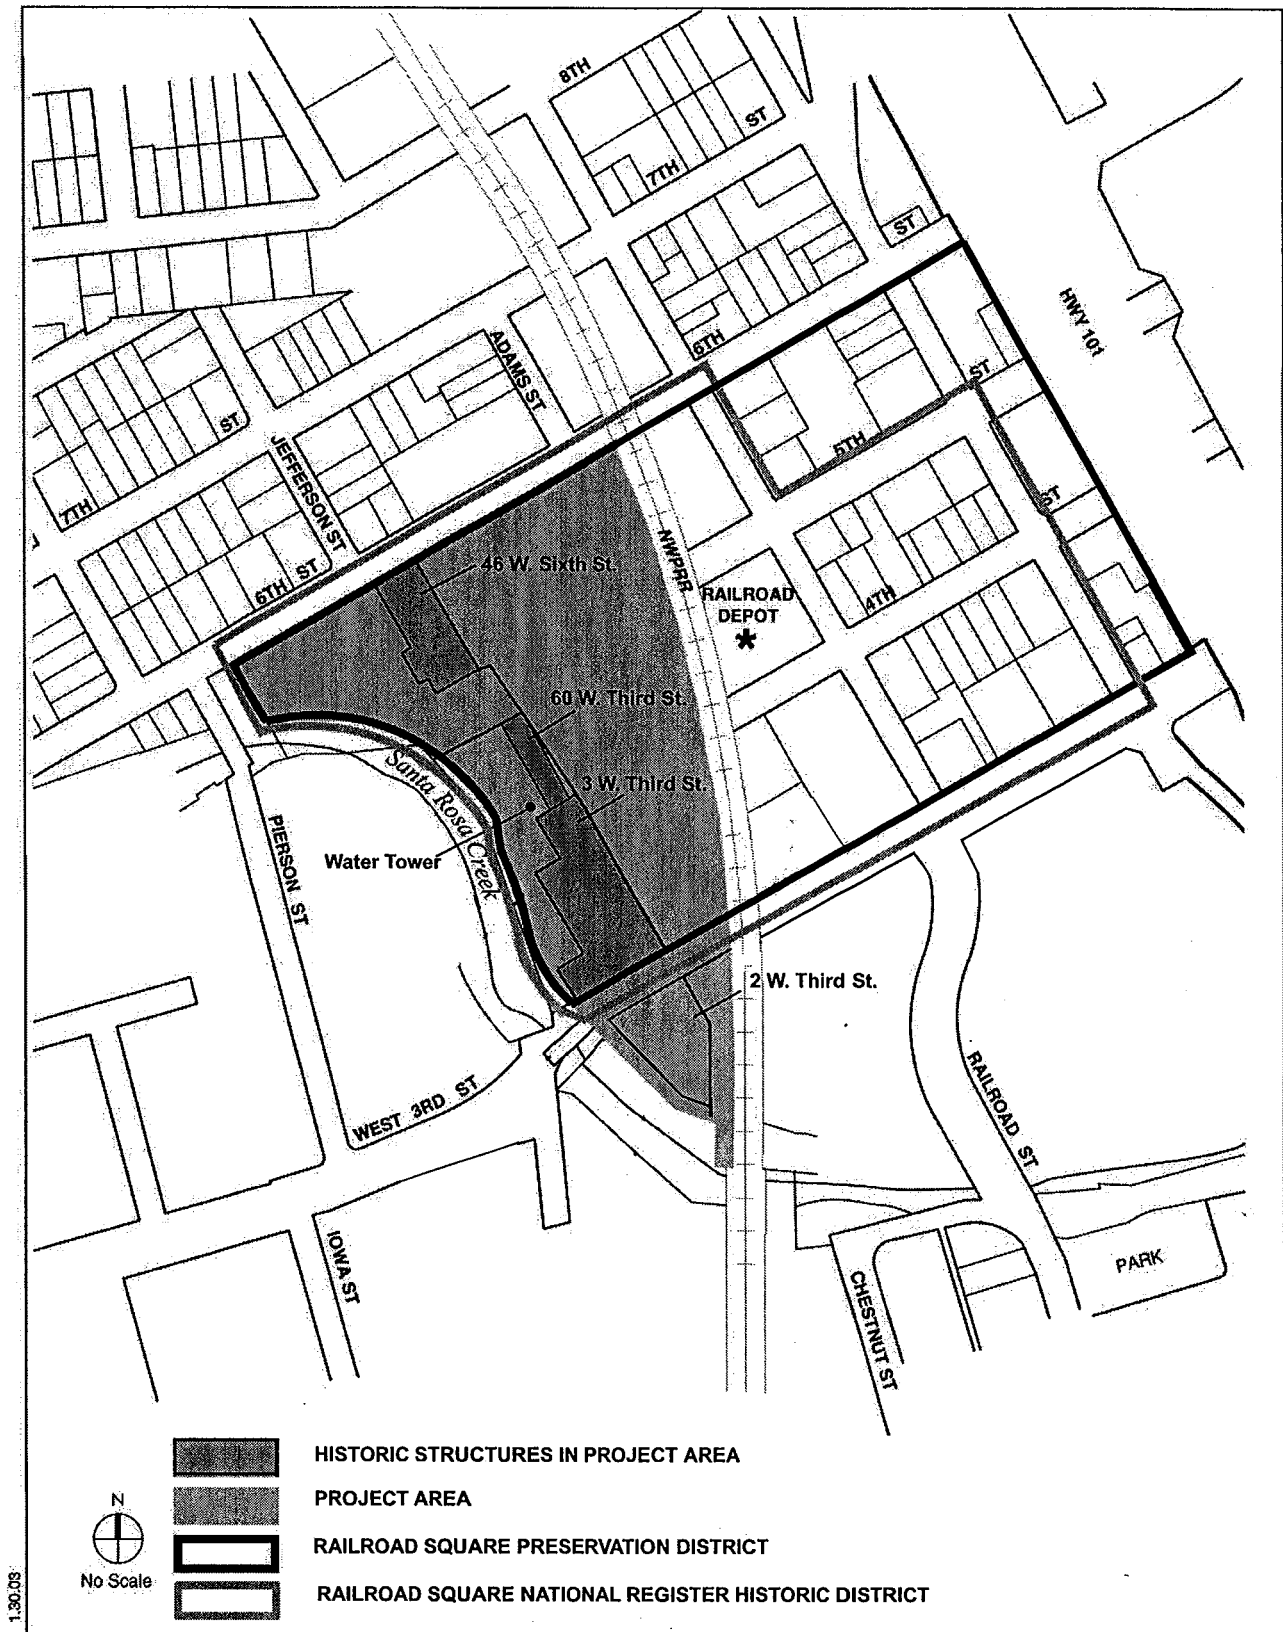 8TH
ST
7TH
ST
HWY 101
6TH
ADAMS ST
ST
5TH
ST
JEFFERSON ST
7TH
ST
NWPRR
46 W. Sixth St.
6TH ST
RAILROAD
DEPOT
*
4TH
60 W. Third St.
Santa Rosa Creek
3 W. Third St.
PIERSON ST
Water Tower
2 W. Third St.
WEST 3RD ST
RAILROAD ST
IOWA ST
CHESTNUT ST
PARK
HISTORIC STRUCTURES IN PROJECT AREA
PROJECT AREA
RAILROAD SQUARE PRESERVATION DISTRICT
RAILROAD SQUARE NATIONAL REGISTER HISTORIC DISTRICT
N
No Scale
1.30.03